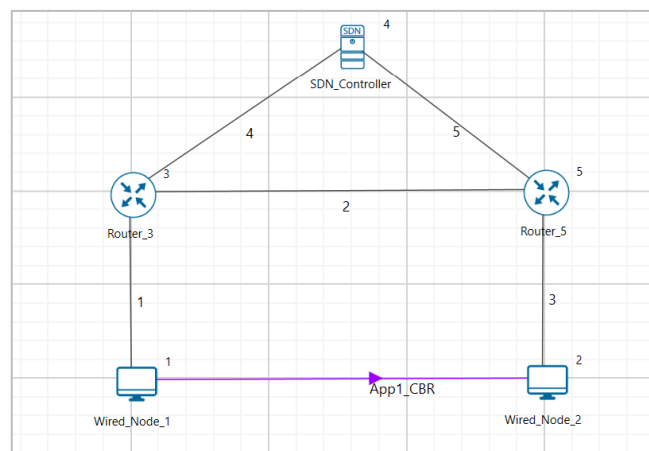 SDN
4
SDN_Controller
4
5
3
5
2
Router_3
Router_5
1
3
1
2
App1_CBR
Wired_Node_1
Wired_Node_2